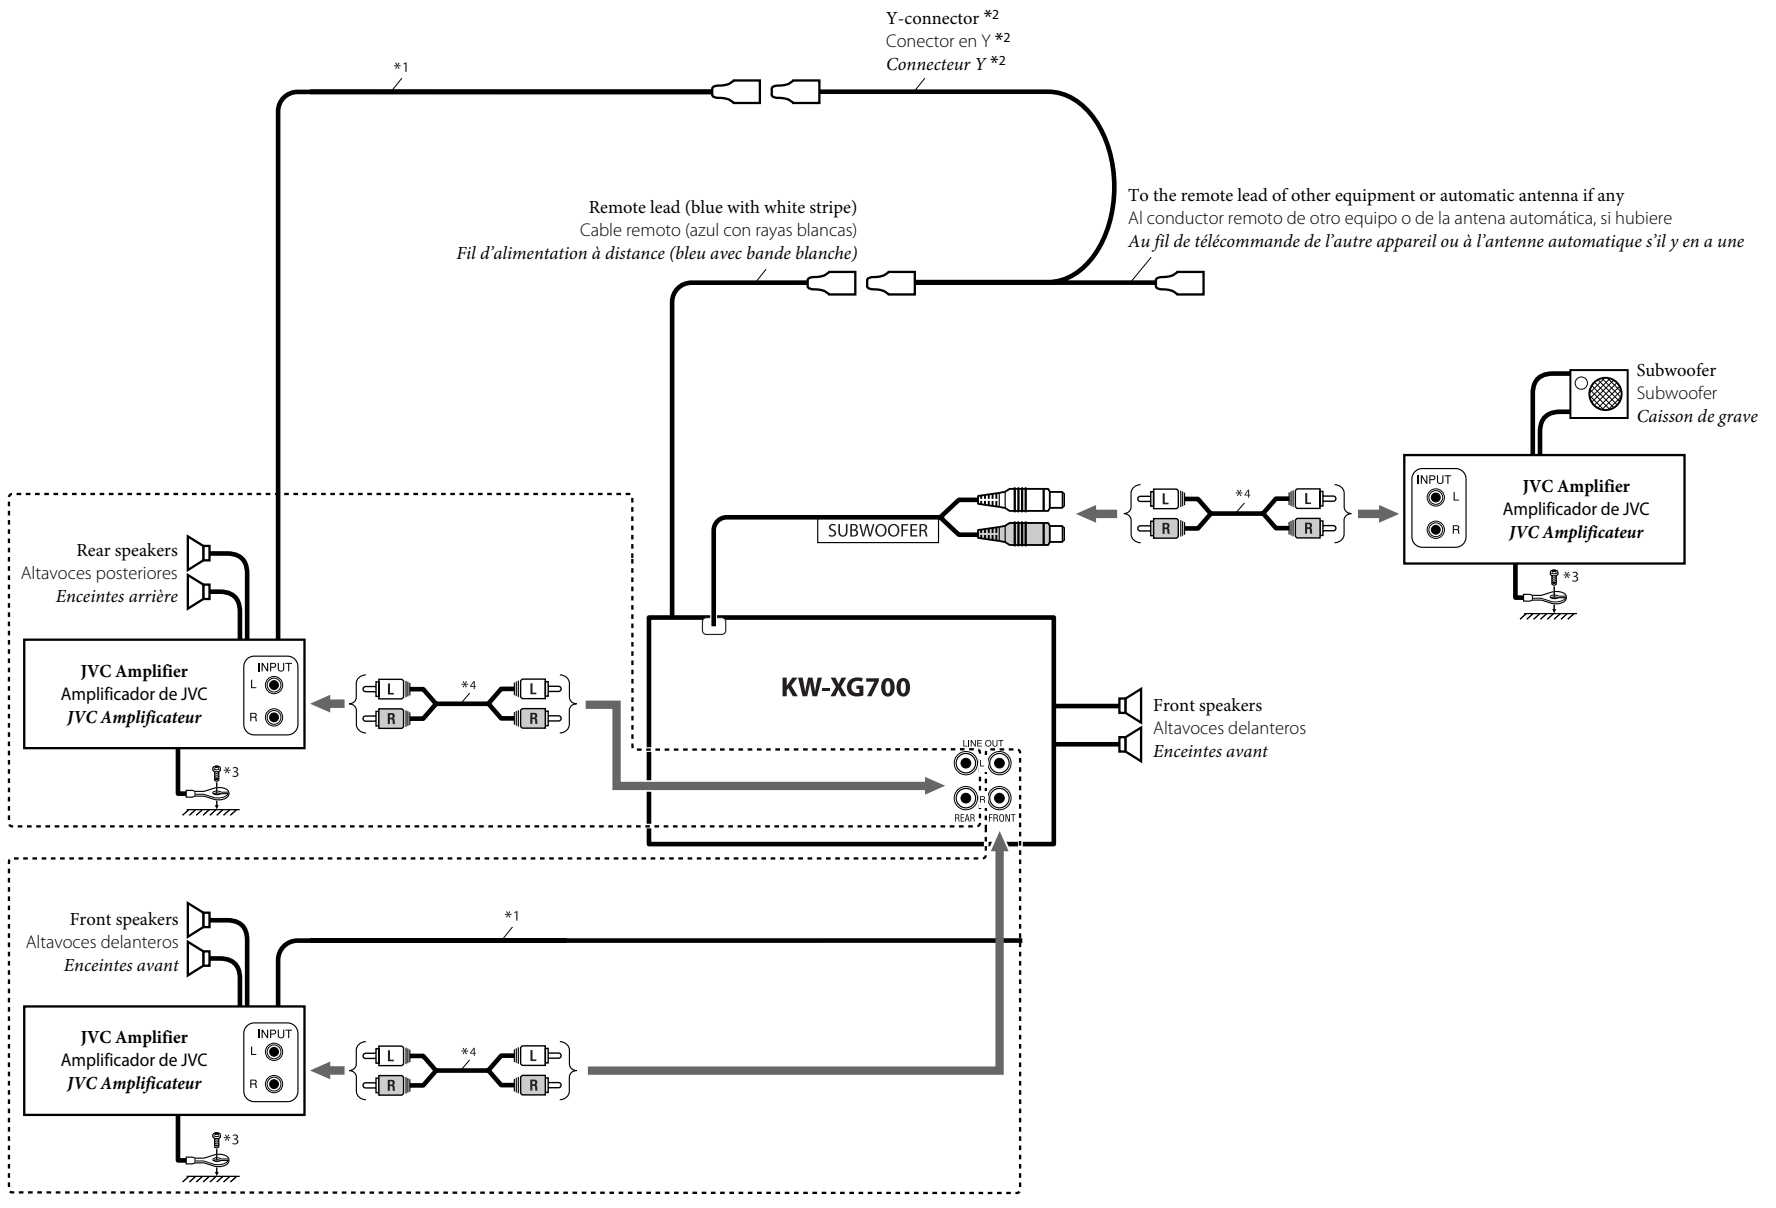 Y-connector *2
Conector en Y *2
Connecteur Y *2
*1
Remote lead (blue with white stripe)
Cable remoto (azul con rayas blancas)
Fil d'alimentation à distance (bleu avec bande blanche)
To the remote lead of other equipment or automatic antenna if any
Al conductor remoto de otro equipo o de la antena automática, si hubiere
Au fil de télécommande de l'autre appareil ou à l'antenne automatique s'il y en a une
Subwoofer
Subwoofer
Caisson de grave
SUBWOOFER
L
R
*4
L
R
INPUT
L
R
JVC Amplifier
Amplificador de JVC
JVC Amplificateur
*3
Rear speakers
Altavoces posteriores
Enceintes arrière
JVC Amplifier
Amplificador de JVC
JVC Amplificateur
INPUT
L
R
*3
L
R
*4
L
R
KW-XG700
LINE OUT
L
R
REAR
FRONT
Front speakers
Altavoces delanteros
Enceintes avant
Front speakers
Altavoces delanteros
Enceintes avant
*1
JVC Amplifier
Amplificador de JVC
JVC Amplificateur
INPUT
L
R
*3
L
R
*4
L
R